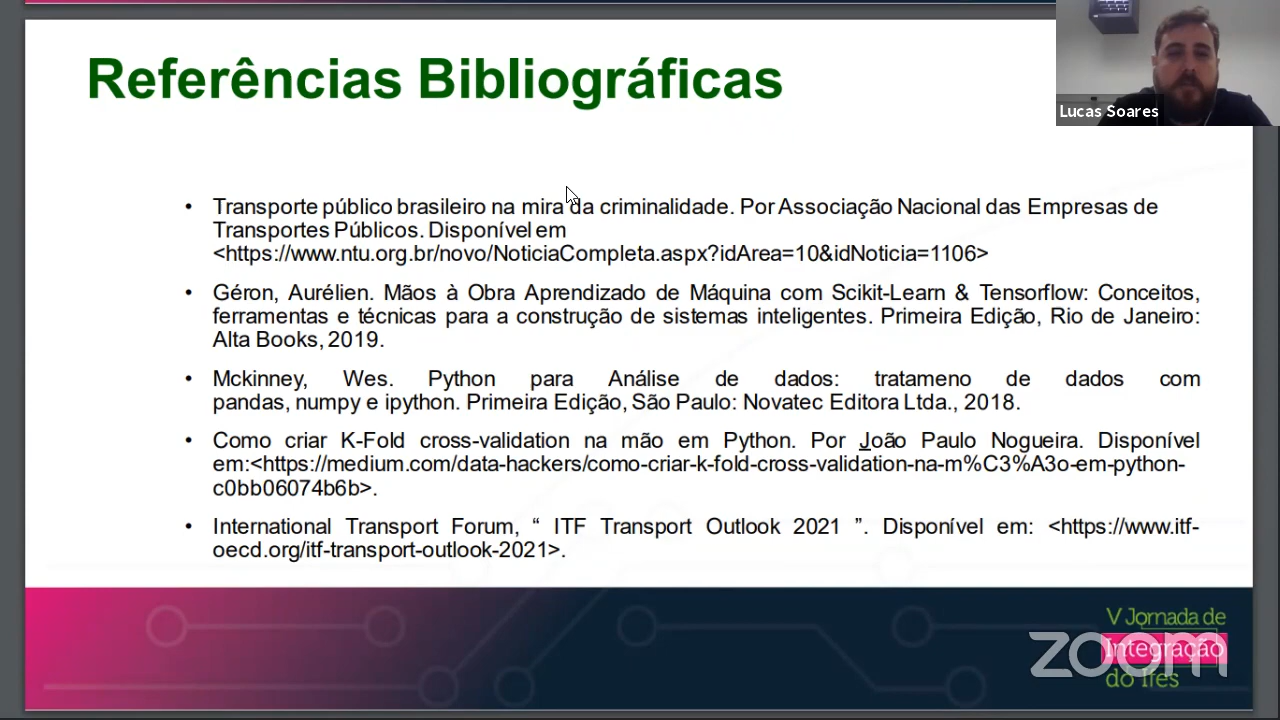 Referências Bibliográficas
Lucas Soares
• Transporte público brasileiro na mira da criminalidade. Por Associação Nacional das Empresas de
Transportes Públicos. Disponível em
<https://www.ntu.org.br/novo/NoticiaCompleta.aspx?idArea=10&idNoticia=1106>
• Géron, Aurélien. Mãos à Obra Aprendizado de Máquina com Scikit-Learn & Tensorflow: Conceitos,
ferramentas e técnicas para a construção de sistemas inteligentes. Primeira Edição, Rio de Janeiro:
Alta Books, 2019.
• Mckinney, Wes. Python para Análise de dados: tratameno de dados com
pandas, numpy e ipython. Primeira Edição, São Paulo: Novatec Editora Ltda., 2018.
• Como criar K-Fold cross-validation na mão em Python. Por João Paulo Nogueira. Disponível
em:<https://medium.com/data-hackers/como-criar-k-fold-cross-validation-na-m%C3%A3o-em-python-
c0bb06074b6b>.
• International Transport Forum, “ ITF Transport Outlook 2021 ”. Disponível em: <https://www.itf-
oecd.org/itf-transport-outlook-2021>.
V Jornada de
Integração
do Ifes
zoom